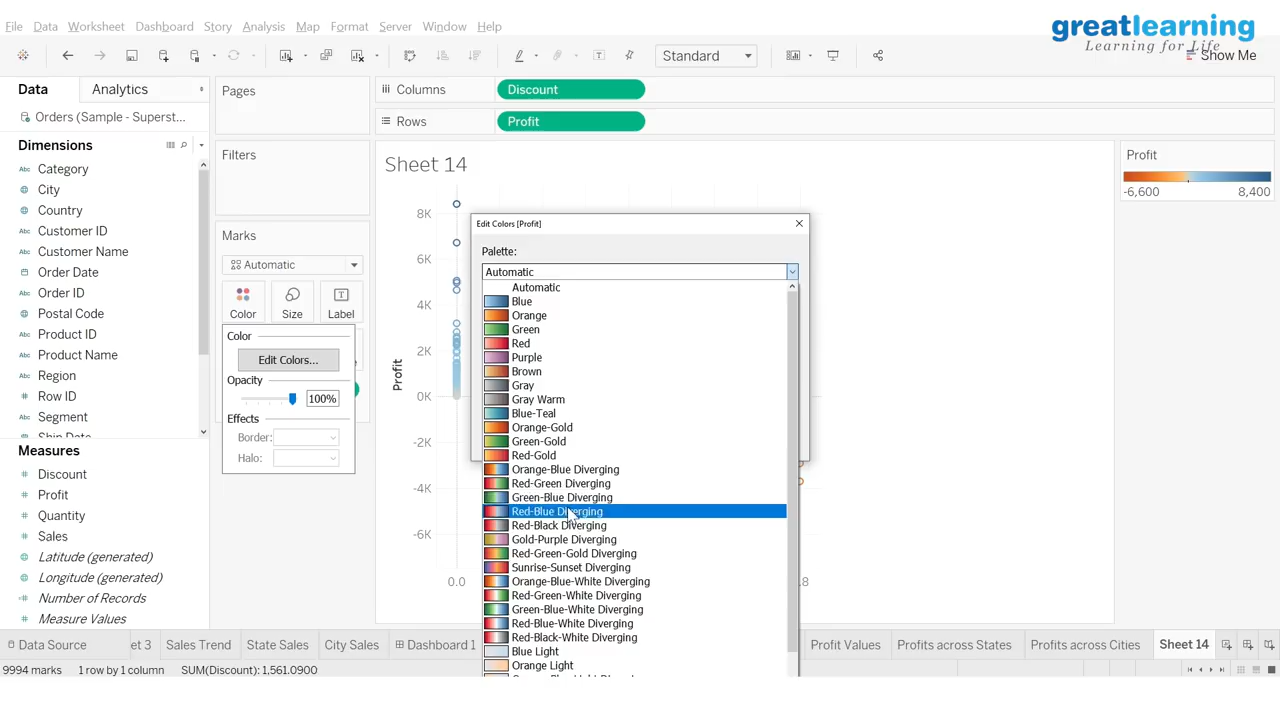 File Data Worksheet Dashboard Story Analysis Map Format Server Window Help
greatlearning
Learning for Life
Standard
Show Me
Data Analytics
Pages
Columns Discount
Orders (Sample - Superst...
Rows Profit
Dimensions
Filters
Profit
Sheet 14
-6,600 8,400
Category
City
Country
Customer ID
Customer Name
Order Date
Order ID
Postal Code
Product ID
Product Name
Region
Row ID
Segment
Ship Date
Measures
Discount
Profit
Quantity
Sales
Latitude (generated)
Longitude (generated)
Number of Records
Measure Values
Marks
Automatic
Color Size Label
Color
Edit Colors...
Opacity
100%
Effects
Border:
Halo:
8K
6K
4K
2K
0K
-2K
-4K
-6K
Profit
0.0
Edit Colors [Profit]
Palette:
Automatic
Automatic
Blue
Orange
Green
Red
Purple
Brown
Gray
Gray Warm
Blue-Teal
Orange-Gold
Green-Gold
Red-Gold
Orange-Blue Diverging
Red-Green Diverging
Green-Blue Diverging
Red-Blue Diverging
Red-Black Diverging
Gold-Purple Diverging
Red-Green-Gold Diverging
Sunrise-Sunset Diverging
Orange-Blue-White Diverging
Red-Green-White Diverging
Green-Blue-White Diverging
Red-Blue-White Diverging
Red-Black-White Diverging
Blue Light
Orange Light
Data Source et 3 Sales Trend State Sales City Sales Dashboard 1 Profit Values Profits across States Profits across Cities Sheet 14
9994 marks 1 row by 1 column SUM(Discount): 1,561.0900